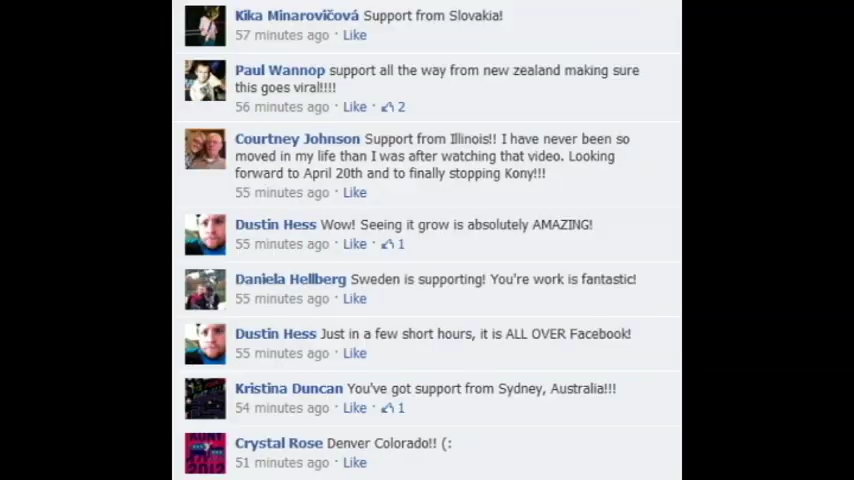 Kika Minarovičová Support from Slovakia!
57 minutes ago · Like
Paul Wannop support all the way from new zealand making sure
this goes viral!!!!
56 minutes ago · Like · 2
Courtney Johnson Support from Illinois!! I have never been so
moved in my life than I was after watching that video. Looking
forward to April 20th and to finally stopping Kony!!!
55 minutes ago · Like
Dustin Hess Wow! Seeing it grow is absolutely AMAZING!
55 minutes ago · Like · 1
Daniela Hellberg Sweden is supporting! You're work is fantastic!
55 minutes ago · Like
Dustin Hess Just in a few short hours, it is ALL OVER Facebook!
55 minutes ago · Like
Kristina Duncan You've got support from Sydney, Australia!!!
54 minutes ago · Like · 1
KONY
2012
Crystal Rose Denver Colorado!! (:
51 minutes ago · Like